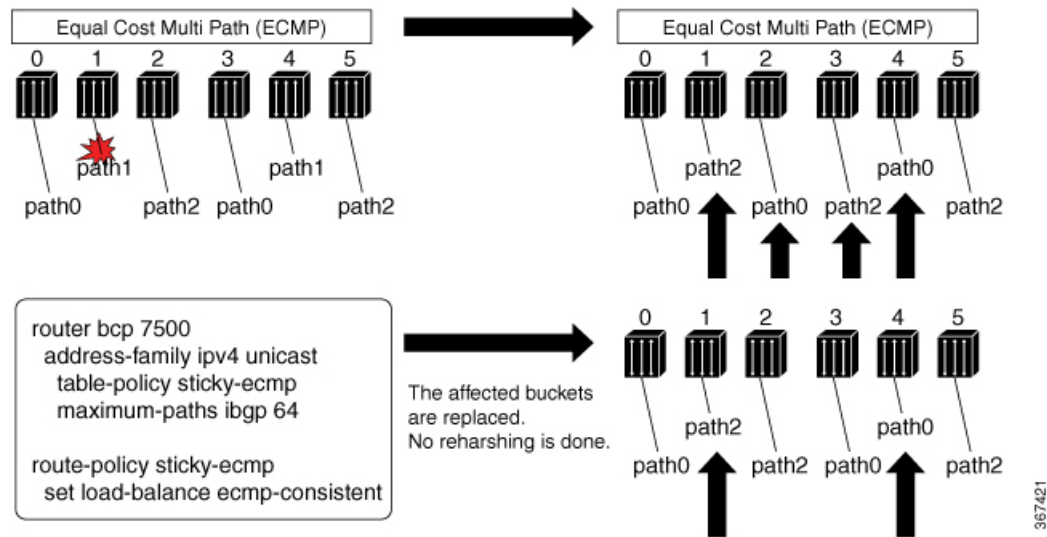 Equal Cost Multi Path (ECMP)
0 1 2 3 4 5
path1 path1
path0 path2 path0 path2
Equal Cost Multi Path (ECMP)
0 1 2 3 4 5
path2 path0
path0 path0 path2 path2
router bcp 7500
address-family ipv4 unicast
table-policy sticky-ecmp
maximum-paths ibgp 64
route-policy sticky-ecmp
set load-balance ecmp-consistent
The affected buckets
are replaced.
No reharshing is done.
0 1 2 3 4 5
path2 path0
path0 path2 path0 path2
367421